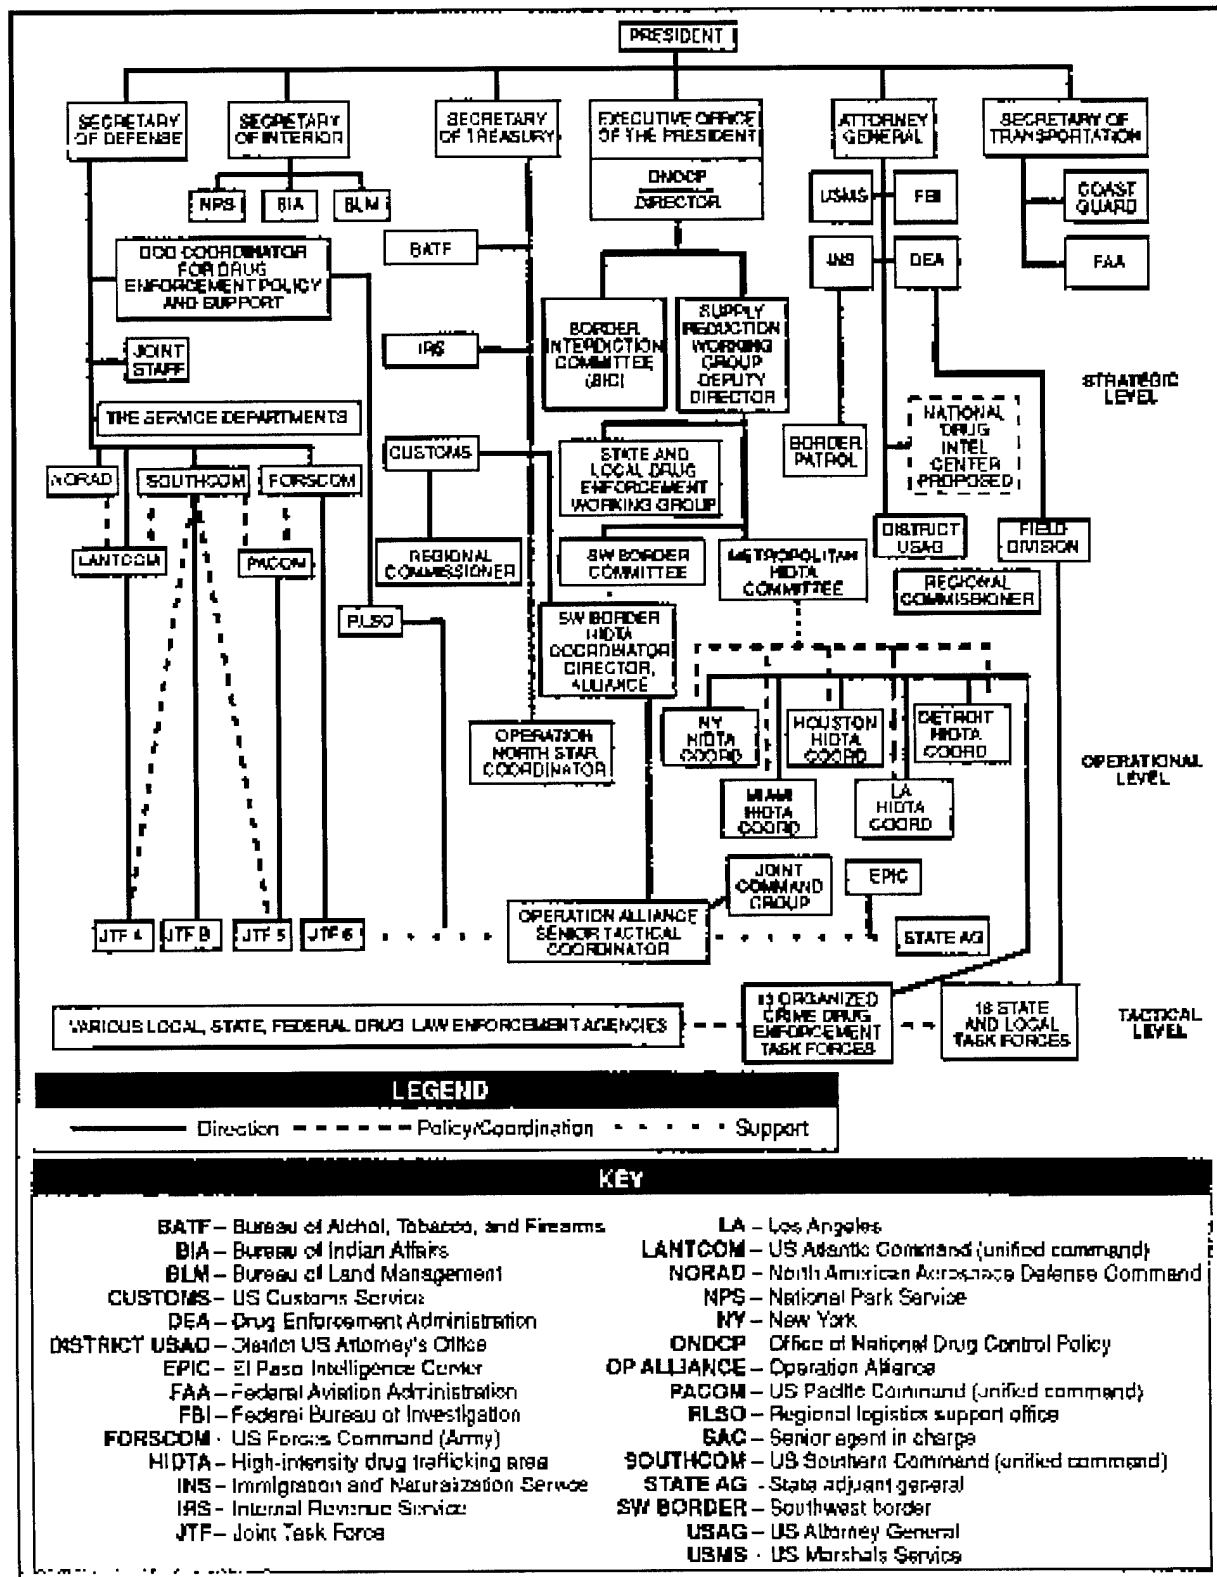 PRESIDENT
SECRETARY
OF DEFENSE
SECRETARY
OF INTERIOR
SECRETARY
OF TREASURY
EXECUTIVE OFFICE
OF THE PRESIDENT
ONDCP
DIRECTOR
ATTORNEY
GENERAL
SECRETARY OF
TRANSPORTATION
NPS
BIA
BLM
USMS
FBI
COAST
GUARD
DOD COORDINATOR
FOR DRUG
ENFORCEMENT POLICY
AND SUPPORT
BATF
INS
DEA
FAA
JOINT
STAFF
IRS
BORDER
INTERDICTION
COMMITTEE
(BIC)
SUPPLY
REDUCTION
WORKING
GROUP
DEPUTY
DIRECTOR
STRATEGIC
LEVEL
THE SERVICE DEPARTMENTS
NORAD
SOUTHCOM
FORSCOM
CUSTOMS
STATE AND
LOCAL DRUG
ENFORCEMENT
WORKING GROUP
BORDER
PATROL
NATIONAL
DRUG
INTEL
CENTER
PROPOSED
LANTCOM
PACOM
REGIONAL
COMMISSIONER
SW BORDER
COMMITTEE
METROPOLITAN
HIDTA
COMMITTEE
DISTRICT
USAG
FIELD
DIVISION
REGIONAL
COMMISSIONER
RLSO
SW BORDER
HIDTA
COORDINATOR
DIRECTOR,
ALLIANCE
OPERATION
NORTH STAR
COORDINATOR
NY
HIDTA
COORD
HOUSTON
HIDTA
COORD
DETROIT
HIDTA
COORD
MIAMI
HIDTA
COORD
LA
HIDTA
COORD
OPERATIONAL
LEVEL
JOINT
COMMAND
GROUP
EPIC
JTF 4
JTF 8
JTF 5
JTF 6
OPERATION ALLIANCE
SENIOR TACTICAL
COORDINATOR
STATE AG
VARIOUS LOCAL, STATE, FEDERAL DRUG LAW ENFORCEMENT AGENCIES
13 ORGANIZED
CRIME DRUG
ENFORCEMENT
TASK FORCES
18 STATE
AND LOCAL
TASK FORCES
TACTICAL
LEVEL
LEGEND
Direction Policy/Coordination Support
KEY
BATF – Bureau of Alchol, Tobacco, and Firearms
BIA – Bureau of Indian Affairs
BLM – Bureau of Land Management
CUSTOMS – US Customs Service
DEA – Drug Enforcement Administration
DISTRICT USAO – District US Attorney's Office
EPIC – El Paso Intelligence Center
FAA – Federal Aviation Administration
FBI – Federal Bureau of Investigation
FORSCOM - US Forces Command (Army)
HIDTA – High-intensity drug trafficking area
INS – Immigration and Naturalization Service
IRS – Internal Revenue Service
JTF – Joint Task Force
LA – Los Angeles
LANTCOM – US Atlantic Command (unified command)
NORAD – North American Aerospace Defense Command
NPS – National Park Service
NY – New York
ONDCP – Office of National Drug Control Policy
OP ALLIANCE – Operation Alliance
PACOM – US Pacific Command (unified command)
RLSO – Regional logistics support office
SAC – Senior agent in charge
SOUTHCOM – US Southern Command (unified command)
STATE AG - State adjutant general
SW BORDER – Southwest border
USAG – US Attorney General
USMS - US Marshals Service